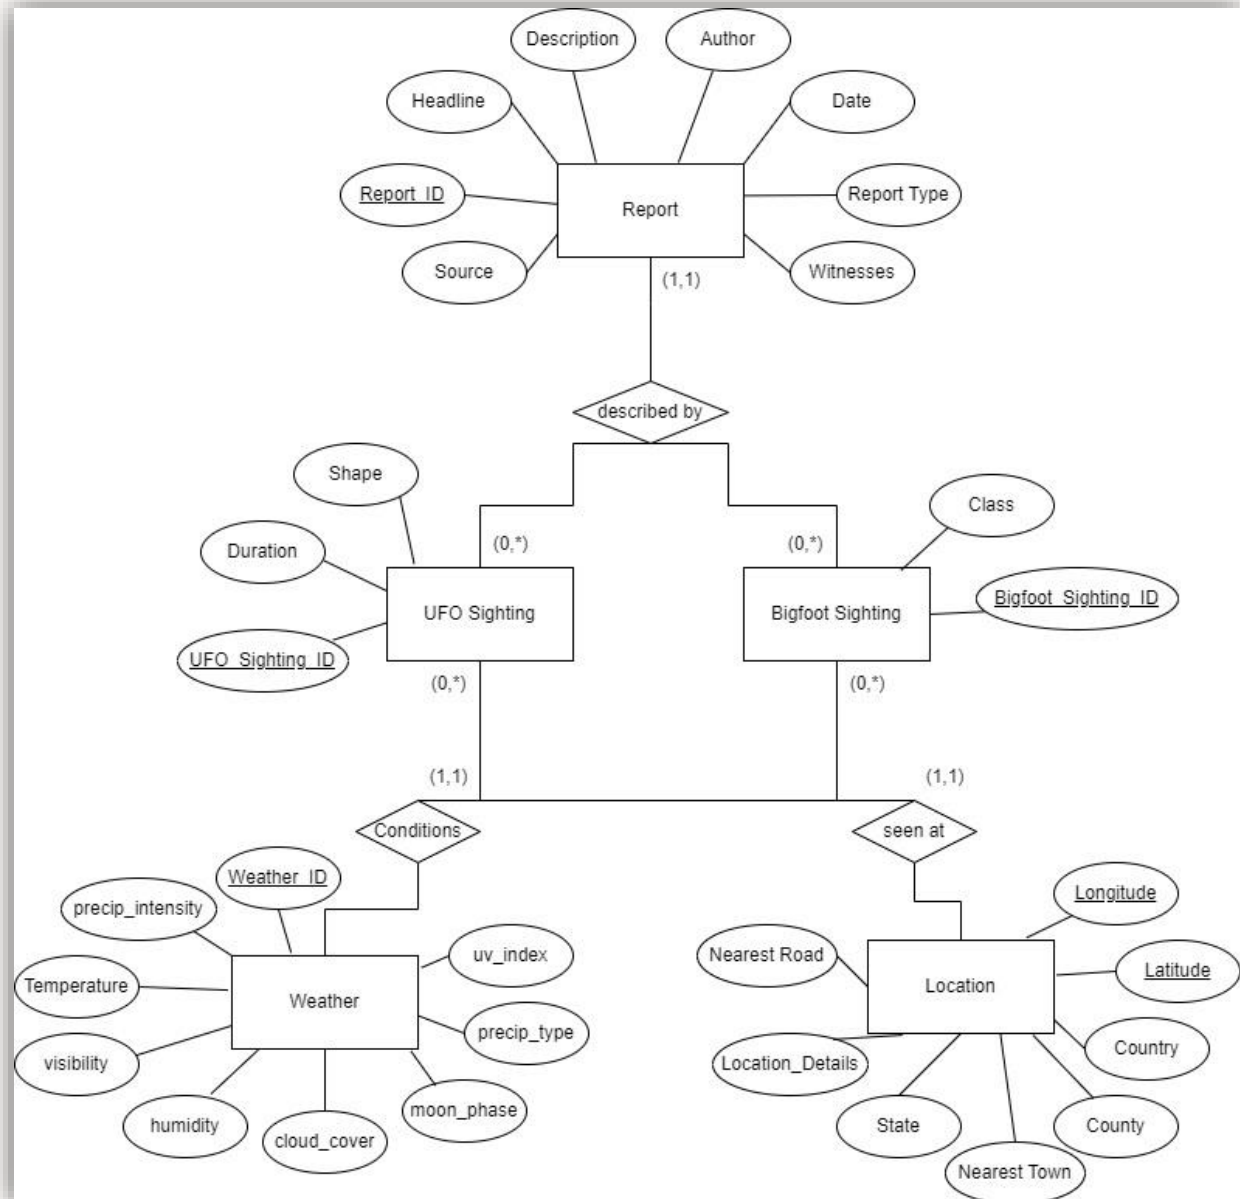 Description
Author
Headline
Date
Report_ID
Report Type
Report
Source
Witnesses
(1,1)
described by
Shape
Class
Duration
(0,*)
(0,*)
UFO Sighting
Bigfoot Sighting
Bigfoot_Sighting_ID
UFO_Sighting_ID
(0,*)
(0,*)
(1,1)
(1,1)
Conditions
seen at
Weather_ID
Longitude
precip_intensity
uv_index
Nearest Road
Latitude
Temperature
Weather
Location
precip_type
visibility
Country
Location_Details
moon_phase
humidity
cloud_cover
State
County
Nearest Town